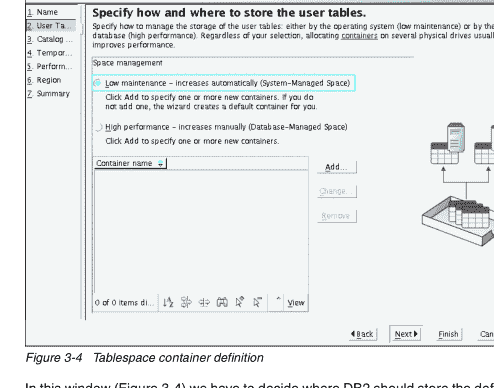 1. Name
2. User Ta...
3. Catalog ...
4. Tempor...
5. Perform...
6. Region
7. Summary
Specify how and where to store the user tables.
Specify how to manage the storage of the user tables: either by the operating system (low maintenance) or by the
database (high performance). Regardless of your selection, allocating containers on several physical drives usuall
improves performance.
Space management
Low maintenance - increases automatically (System-Managed Space)
Click Add to specify one or more new containers. If you do
not add one, the wizard creates a default container for you.
High performance - increases manually (Database-Managed Space)
Click Add to specify one or more new containers.
Container name
Add...
Change...
Remove
0 of 0 items di...
View
Back
Next
Finish
Can
Figure 3-4 Tablespace container definition
In this window (Figure 3-4) we have to decide where DB2 should store the def